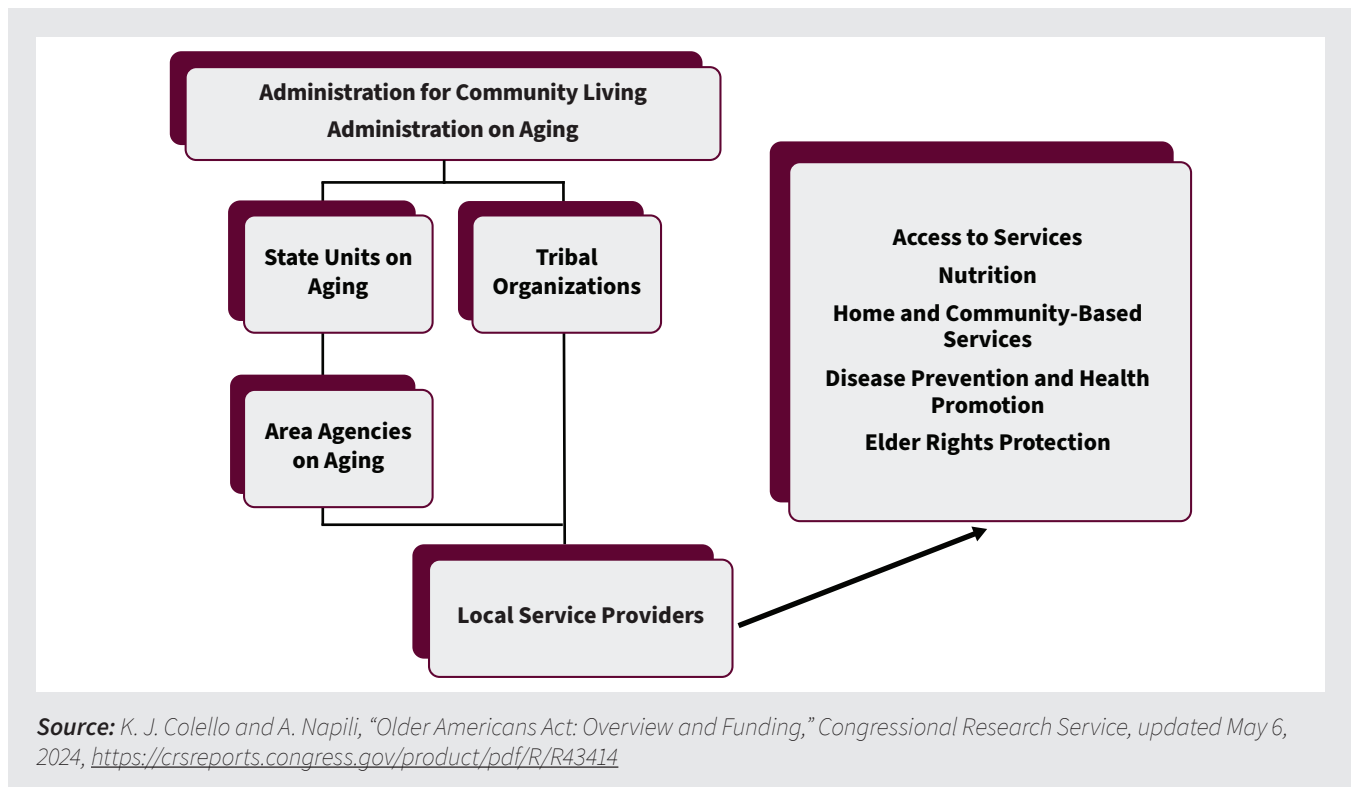 Administration for Community Living
Administration on Aging
State Units on
Aging
Tribal
Organizations
Area Agencies
on Aging
Local Service Providers
Access to Services
Nutrition
Home and Community-Based
Services
Disease Prevention and Health
Promotion
Elder Rights Protection
Source: K. J. Colello and A. Napili, “Older Americans Act: Overview and Funding,” Congressional Research Service, updated May 6,
2024, https://crsreports.congress.gov/product/pdf/R/R43414